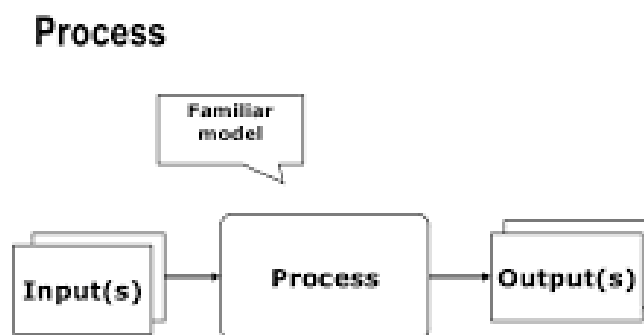 Process
Familiar
model
Input(s)
Process
Output(s)